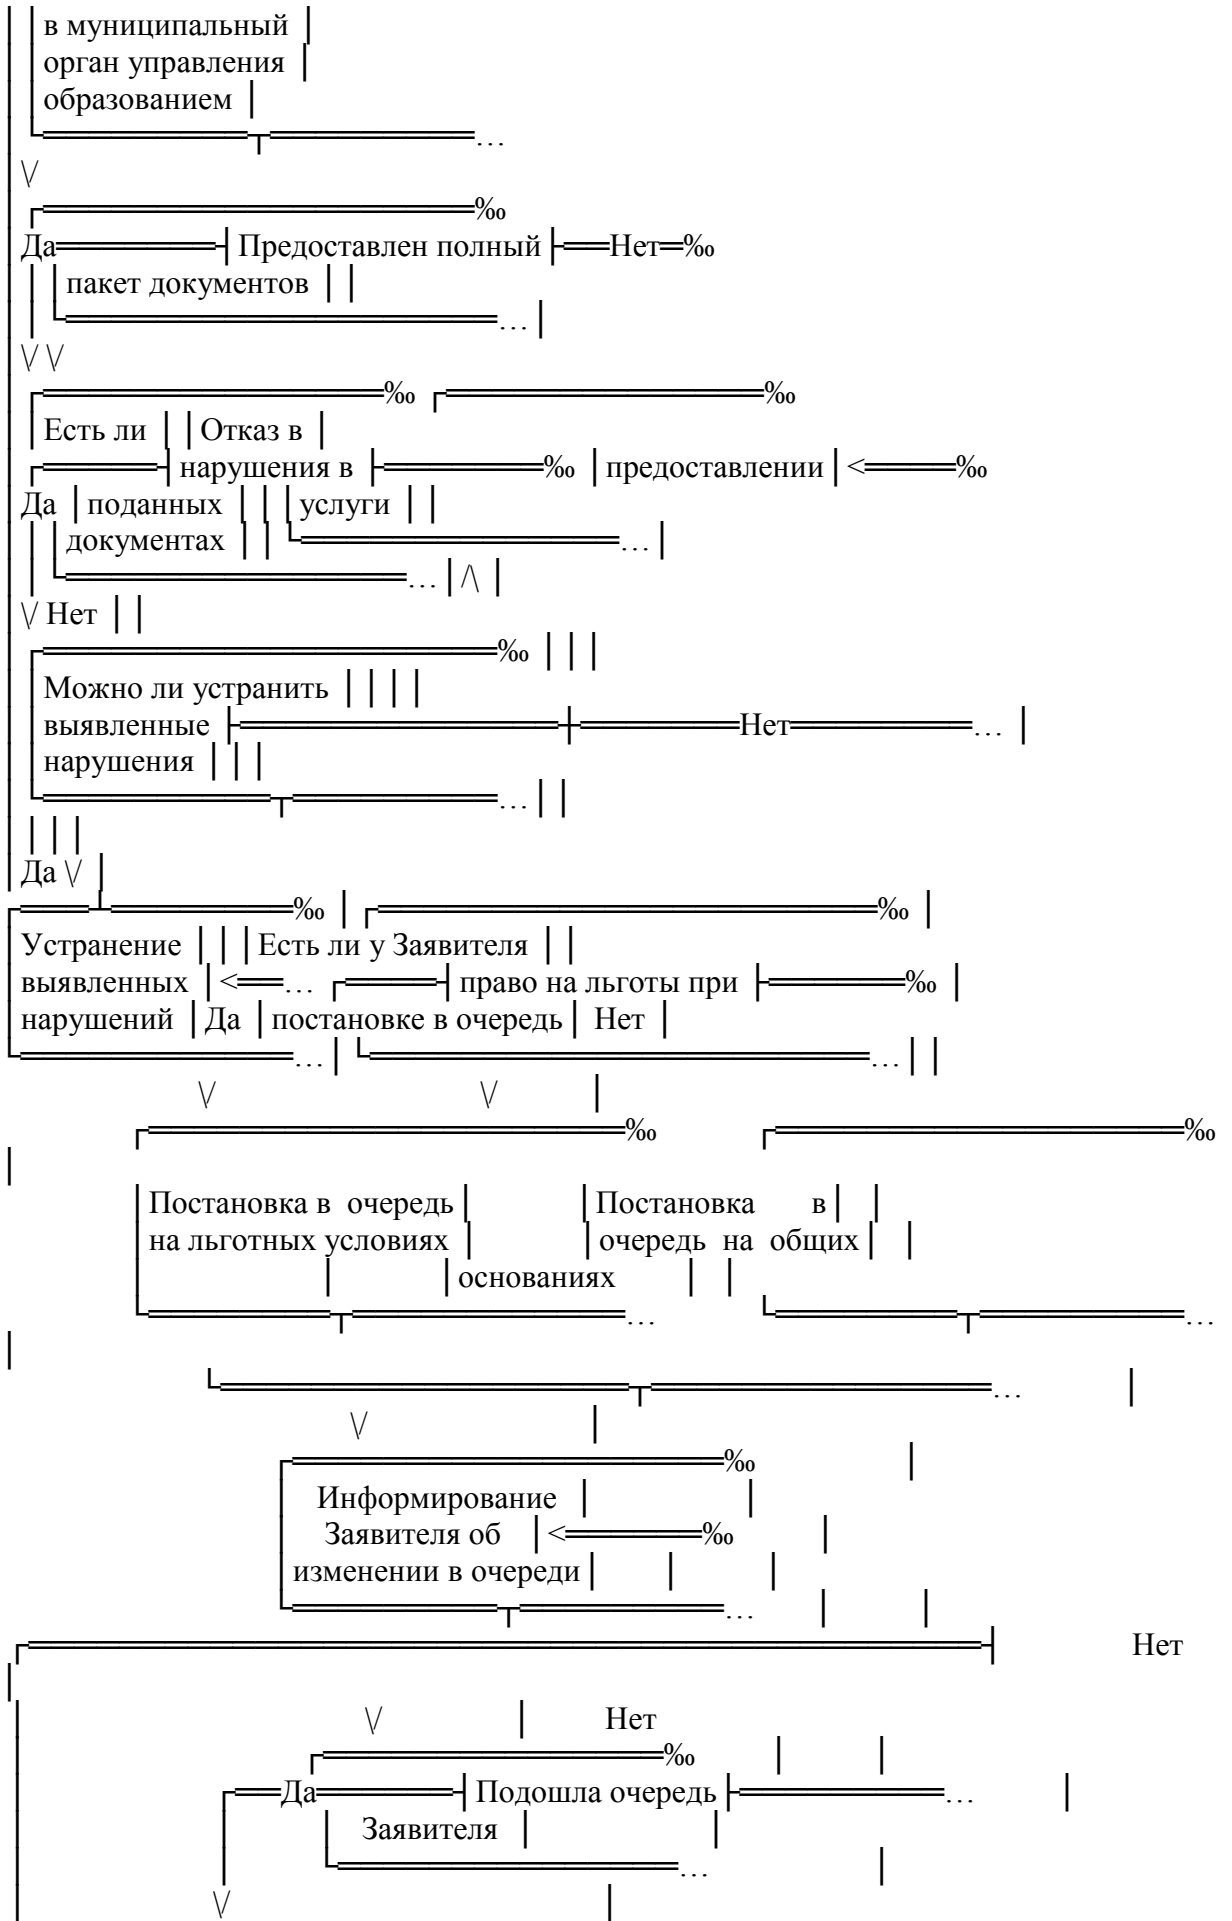 в муниципальный
орган управления
образованием
Да Предоставлен полный Нет
пакет документов
Есть ли Отказ в
нарушения в предоставлении
Да поданных услуги
документах
Нет
Можно ли устранить
выявленные Нет
нарушения
Да
Устранение Есть ли у Заявителя
выявленных право на льготы при
нарушений Да постановке в очередь Нет
Постановка в очередь Постановка в
на льготных условиях очередь на общих
основаниях
Информирование
Заявителя об
изменении в очереди
Нет
Нет
Да Подошла очередь
Заявителя